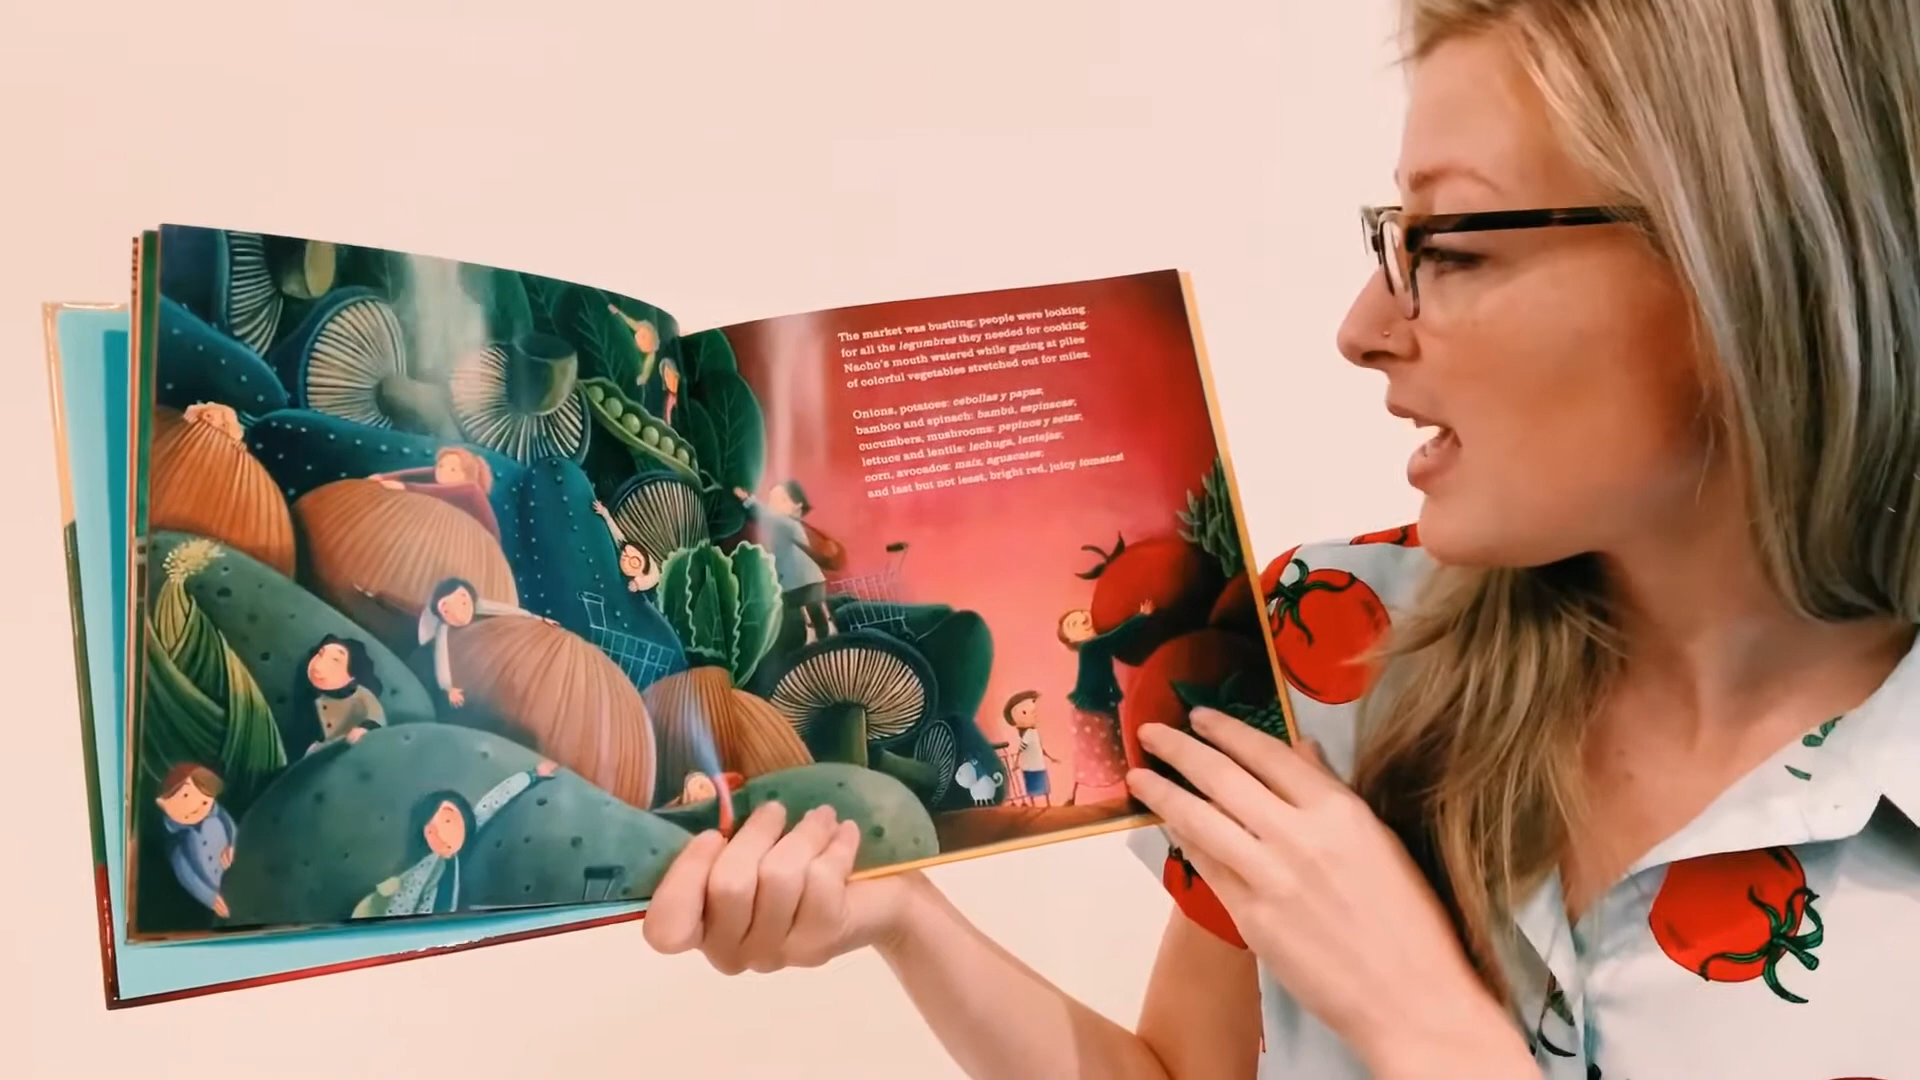 The market was bustling; people were looking
for all the legumbres they needed for cooking.
Nacho's mouth watered while gazing at piles
of colorful vegetables stretched out for miles.
Onions, potatoes: cebollas y papas;
bamboo and spinach: bambú, espinacas;
cucumbers, mushrooms: pepinos y setas;
lettuce and lentils: lechuga, lentejas;
corn, avocados: maíz, aguacates;
and last but not least, bright red, juicy tomates!